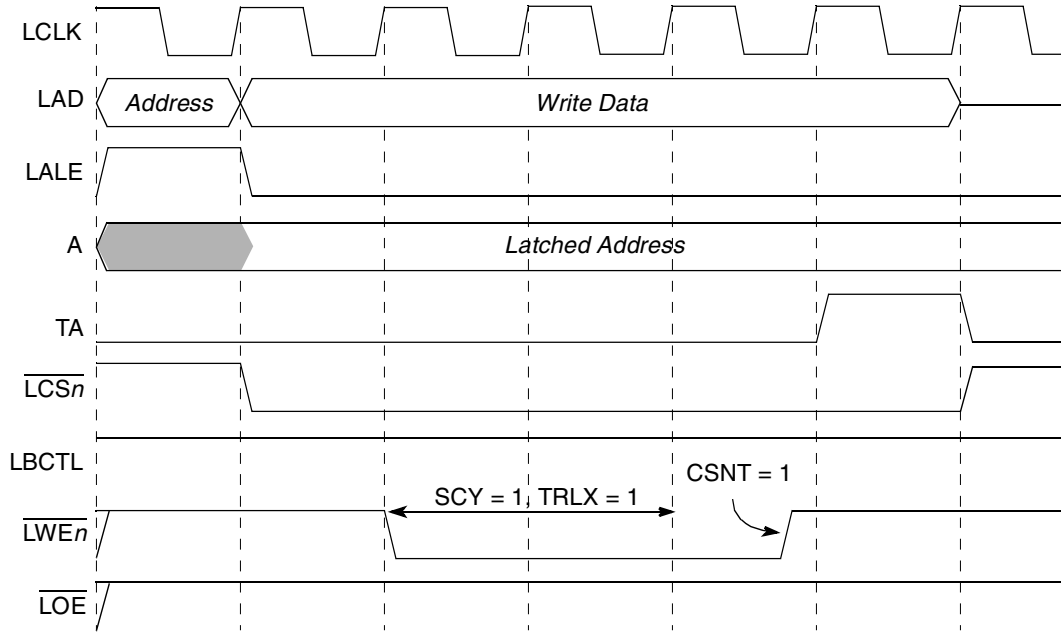 LCLK
LAD Address Write Data
LALE
A Latched Address
TA
LCSn
LBCTL
CSNT = 1
SCY = 1, TRLX = 1
LWEn
LOE